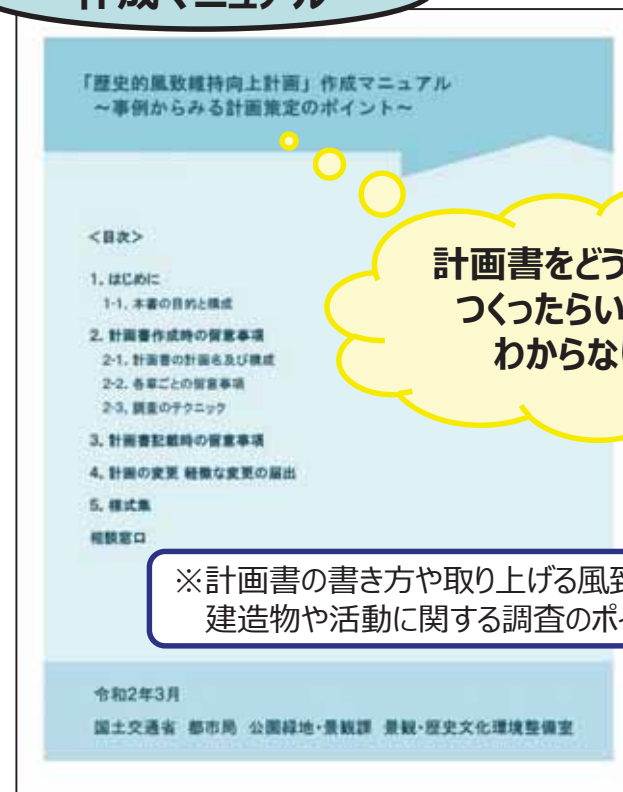 作成マニュアル
「歴史的風致維持向上計画」作成マニュアル
～事例からみる計画策定のポイント～
<目次>
1. はじめに
1-1. 本書の目的と構成
2. 計画書作成時の留意事項
2-1. 計画書の計画名及び構成
2-2. 各章ごとの留意事項
2-3. 調査のテクニック
3. 計画書記載時の留意事項
4. 計画の変更 軽微な変更の届出
5. 様式集
相談窓口
計画書をどう
つくったらい
わからな
※計画書の書き方や取り上げる風致
建造物や活動に関する調査のポ
令和2年3月
国土交通省 都市局 公園緑地・景観課 景観・歴史文化環境整備室